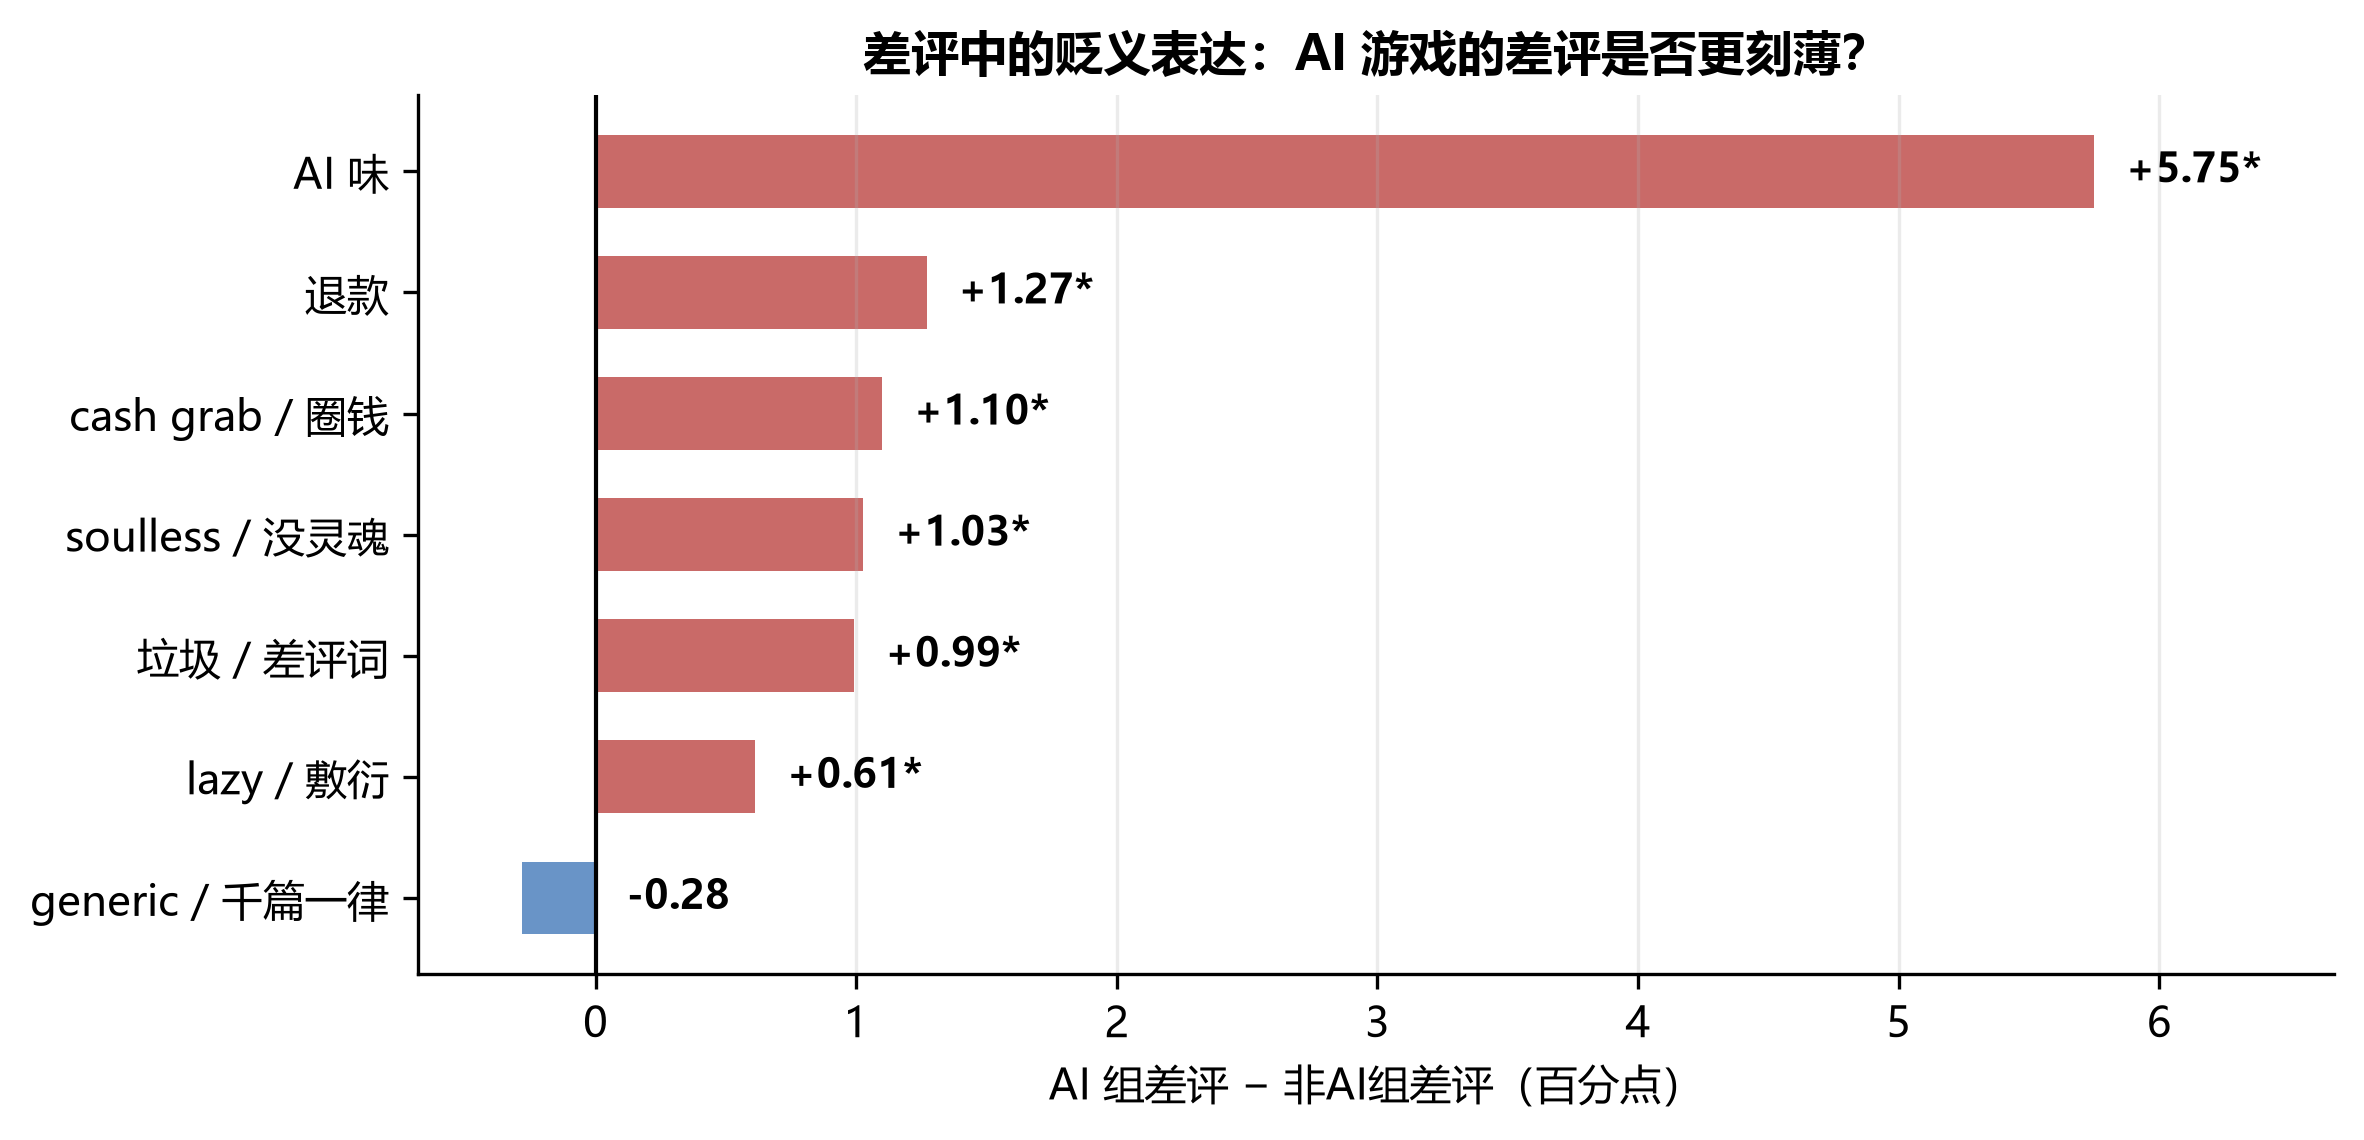 差评中的贬义表达：AI 游戏的差评是否更刻薄？
AI 味
+5.75*
退款
+1.27*
cash grab / 圈钱
+1.10*
soulless / 没灵魂
+1.03*
垃圾 / 差评词
+0.99*
lazy / 敷衍
+0.61*
generic / 千篇一律
-0.28
0 1 2 3 4 5 6
AI 组差评 − 非AI组差评（百分点）